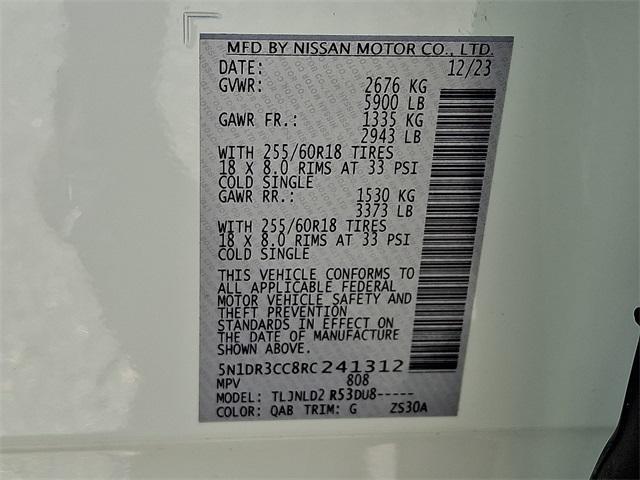 MFD BY NISSAN MOTOR CO., LTD.
DATE: 12/23
GVWR: 2676 KG
5900 LB
GAWR FR.: 1335 KG
2943 LB
WITH 255/60R18 TIRES
18 X 8.0 RIMS AT 33 PSI
COLD SINGLE
GAWR RR.: 1530 KG
3373 LB
WITH 255/60R18 TIRES
18 X 8.0 RIMS AT 33 PSI
COLD SINGLE
THIS VEHICLE CONFORMS TO
ALL APPLICABLE FEDERAL
MOTOR VEHICLE SAFETY AND
THEFT PREVENTION
STANDARDS IN EFFECT ON
THE DATE OF MANUFACTURE
SHOWN ABOVE.
5N1DR3CC8RC241312
MPV 808
MODEL: TLJNLD2 R53DU8-----
COLOR: QAB TRIM: G ZS30A